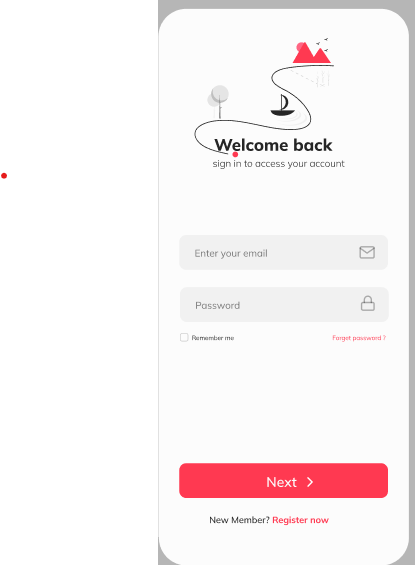 Welcome back
sign in to access your account
Enter your email
Password
Remember me
Forget password ?
Next
New Member? Register now